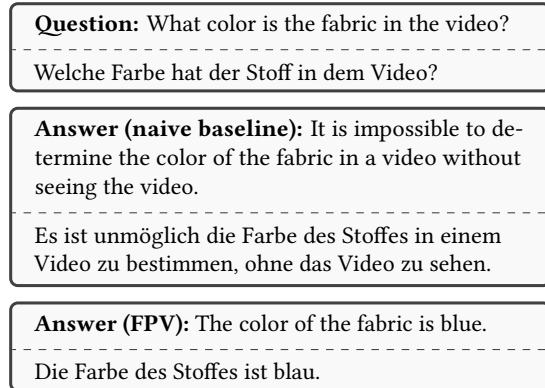 Question: What color is the fabric in the video?
Welche Farbe hat der Stoff in dem Video?
Answer (naive baseline): It is impossible to de-
termine the color of the fabric in a video without
seeing the video.
Es ist unmöglich die Farbe des Stoffes in einem
Video zu bestimmen, ohne das Video zu sehen.
Answer (FPV): The color of the fabric is blue.
Die Farbe des Stoffes ist blau.